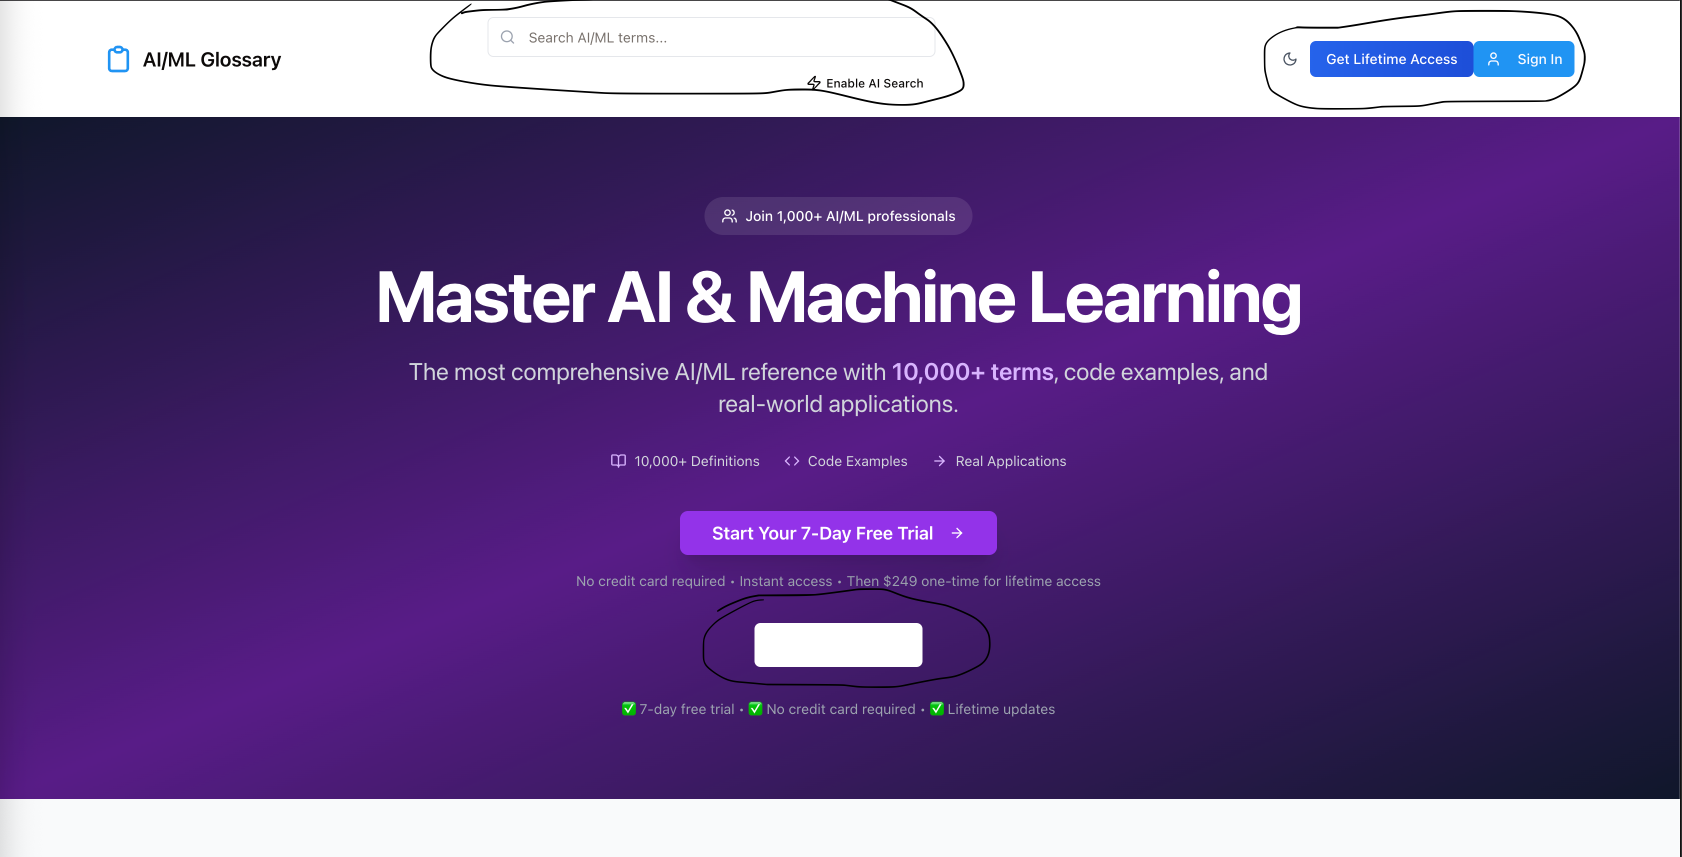 Search AI/ML terms...
AI/ML Glossary
Get Lifetime Access
Sign In
Enable AI Search
Join 1,000+ AI/ML professionals
Master AI & Machine Learning
The most comprehensive AI/ML reference with 10,000+ terms, code examples, and
real-world applications.
10,000+ Definitions
Code Examples
Real Applications
Start Your 7-Day Free Trial →
No credit card required • Instant access • Then $249 one-time for lifetime access
✅ 7-day free trial • ✅ No credit card required • ✅ Lifetime updates